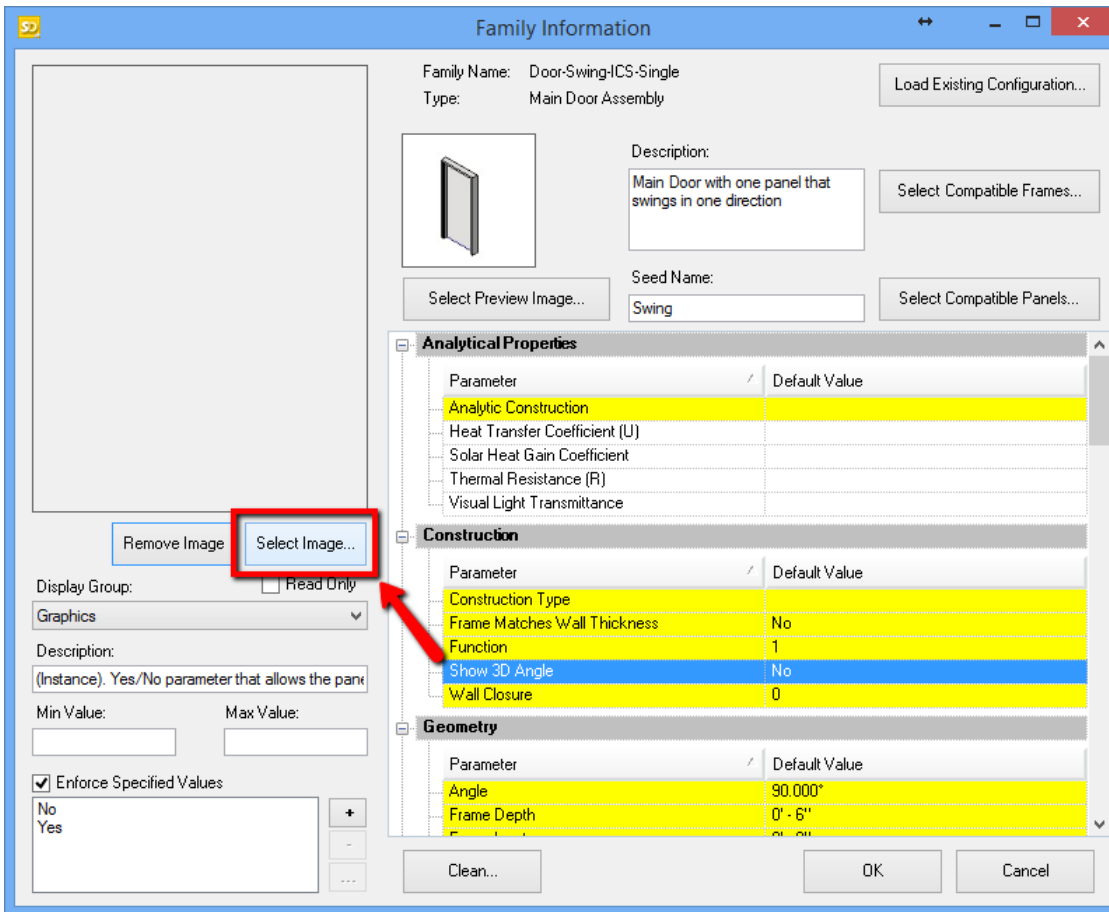 SD
Family Information
Family Name: Door-Swing-ICS-Single
Type: Main Door Assembly
Load Existing Configuration...
Description:
Main Door with one panel that
swings in one direction
Select Compatible Frames...
Select Preview Image...
Seed Name:
Swing
Select Compatible Panels...
Analytical Properties
Parameter Default Value
Analytic Construction
Heat Transfer Coefficient (U)
Solar Heat Gain Coefficient
Thermal Resistance (R)
Visual Light Transmittance
Construction
Parameter Default Value
Construction Type
Frame Matches Wall Thickness No
Function 1
Show 3D Angle No
Wall Closure 0
Geometry
Parameter Default Value
Angle 90.000°
Frame Depth 0' - 6"
Remove Image
Select Image...
Display Group:
Read Only
Graphics
Description:
(Instance). Yes/No parameter that allows the pane
Min Value: Max Value:
Enforce Specified Values
No
Yes
+
-
...
Clean...
OK
Cancel